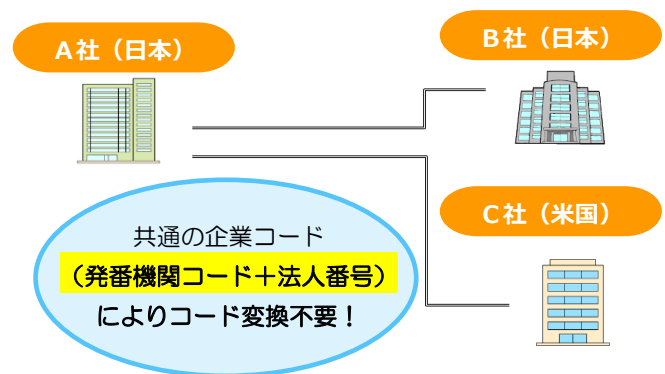 A社（日本）
B社（日本）
C社（米国）
共通の企業コード
（発番機関コード＋法人番号）
によりコード変換不要！